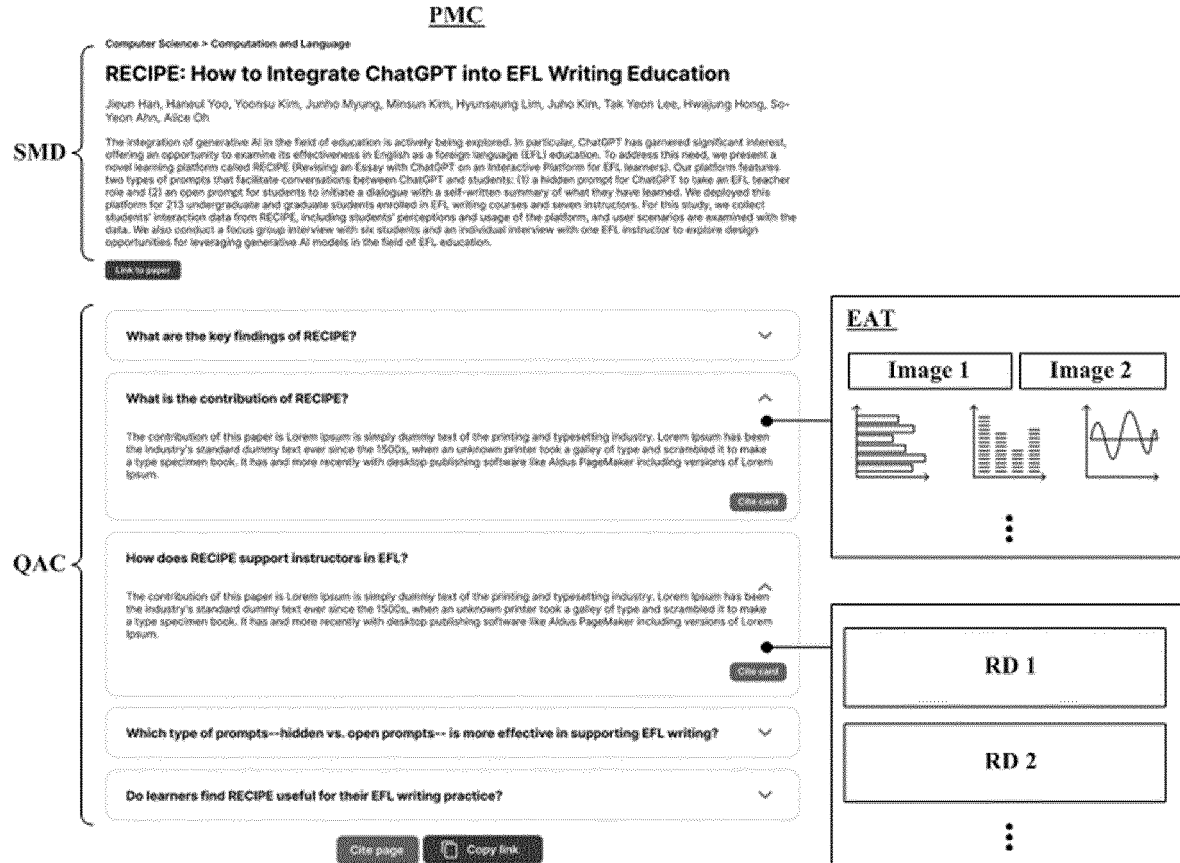 PMC
Computer Science > Computation and Language
RECIPE: How to Integrate ChatGPT into EFL Writing Education
Jieun Han, Haneul Yoo, Yoonsu Kim, Junho Myung, Minsun Kim, Hyunseung Lim, Juho Kim, Tak Yeon Lee, Hwajung Hong, So-
Yeon Ahn, Alice Oh
SMD
The integration of generative AI in the field of education is actively being explored. In particular, ChatGPT has garnered significant interest,
offering an opportunity to examine its effectiveness in English as a foreign language (EFL) education. To address this need, we present a
novel learning platform called RECIPE (Revising an Essay with ChatGPT on an Interactive Platform for EFL learners). Our platform features
two types of prompts that facilitate conversations between ChatGPT and students: (1) a hidden prompt for ChatGPT to take an EFL teacher
role and (2) an open prompt for students to initiate a dialogue with a self-written summary of what they have learned. We deployed this
platform for 213 undergraduate and graduate students enrolled in EFL writing courses and seven instructors. For this study, we collect
students' interaction data from RECIPE, including students' perceptions and usage of the platform, and user scenarios are examined with the
data. We also conduct a focus group interview with six students and an individual interview with one EFL instructor to explore design
opportunities for leveraging generative AI models in the field of EFL education.
Link to paper
QAC
What are the key findings of RECIPE?
What is the contribution of RECIPE?
The contribution of this paper is Lorem Ipsum is simply dummy text of the printing and typesetting industry. Lorem Ipsum has been
the industry's standard dummy text ever since the 1500s, when an unknown printer took a galley of type and scrambled it to make
a type specimen book. It has and more recently with desktop publishing software like Aldus PageMaker including versions of Lorem
Ipsum.
Cite card
How does RECIPE support instructors in EFL?
The contribution of this paper is Lorem Ipsum is simply dummy text of the printing and typesetting industry. Lorem Ipsum has been
the industry's standard dummy text ever since the 1500s, when an unknown printer took a galley of type and scrambled it to make
a type specimen book. It has and more recently with desktop publishing software like Aldus PageMaker including versions of Lorem
Ipsum.
Cite card
Which type of prompts--hidden vs. open prompts-- is more effective in supporting EFL writing?
Do learners find RECIPE useful for their EFL writing practice?
Cite page
Copy link
EAT
Image 1
Image 2
RD 1
RD 2